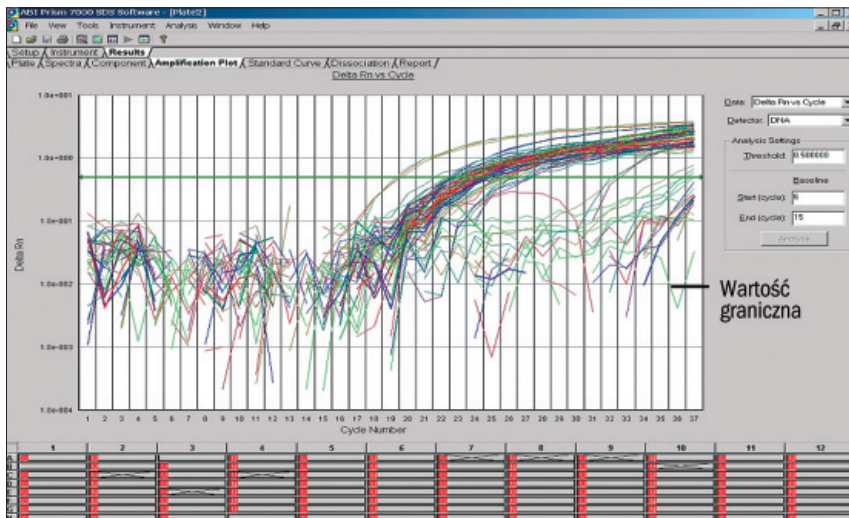 ABI Prism 7000 SDS Software - [Plate2]
File View Tools Instrument Analysis Window Help
Setup Instrument Results
Plate Spectra Component Amplification Plot Standard Curve Dissociation Report
Delta Rn vs Cycle
Data: Delta Rn vs Cycle
Detector: DNA
Analysis Settings
Threshold: 0.500000
Baseline
Start (cycle): 6
End (cycle): 15
Analyze
1.0e+001
1.0e+000
1.0e-001
1.0e-002
1.0e-003
1.0e-004
Delta Rn
Wartość
graniczna
1 2 3 4 5 6 7 8 9 10 11 12 13 14 15 16 17 18 19 20 21 22 23 24 25 26 27 28 29 30 31 32 33 34 35 36 37
Cycle Number
1 2 3 4 5 6 7 8 9 10 11 12